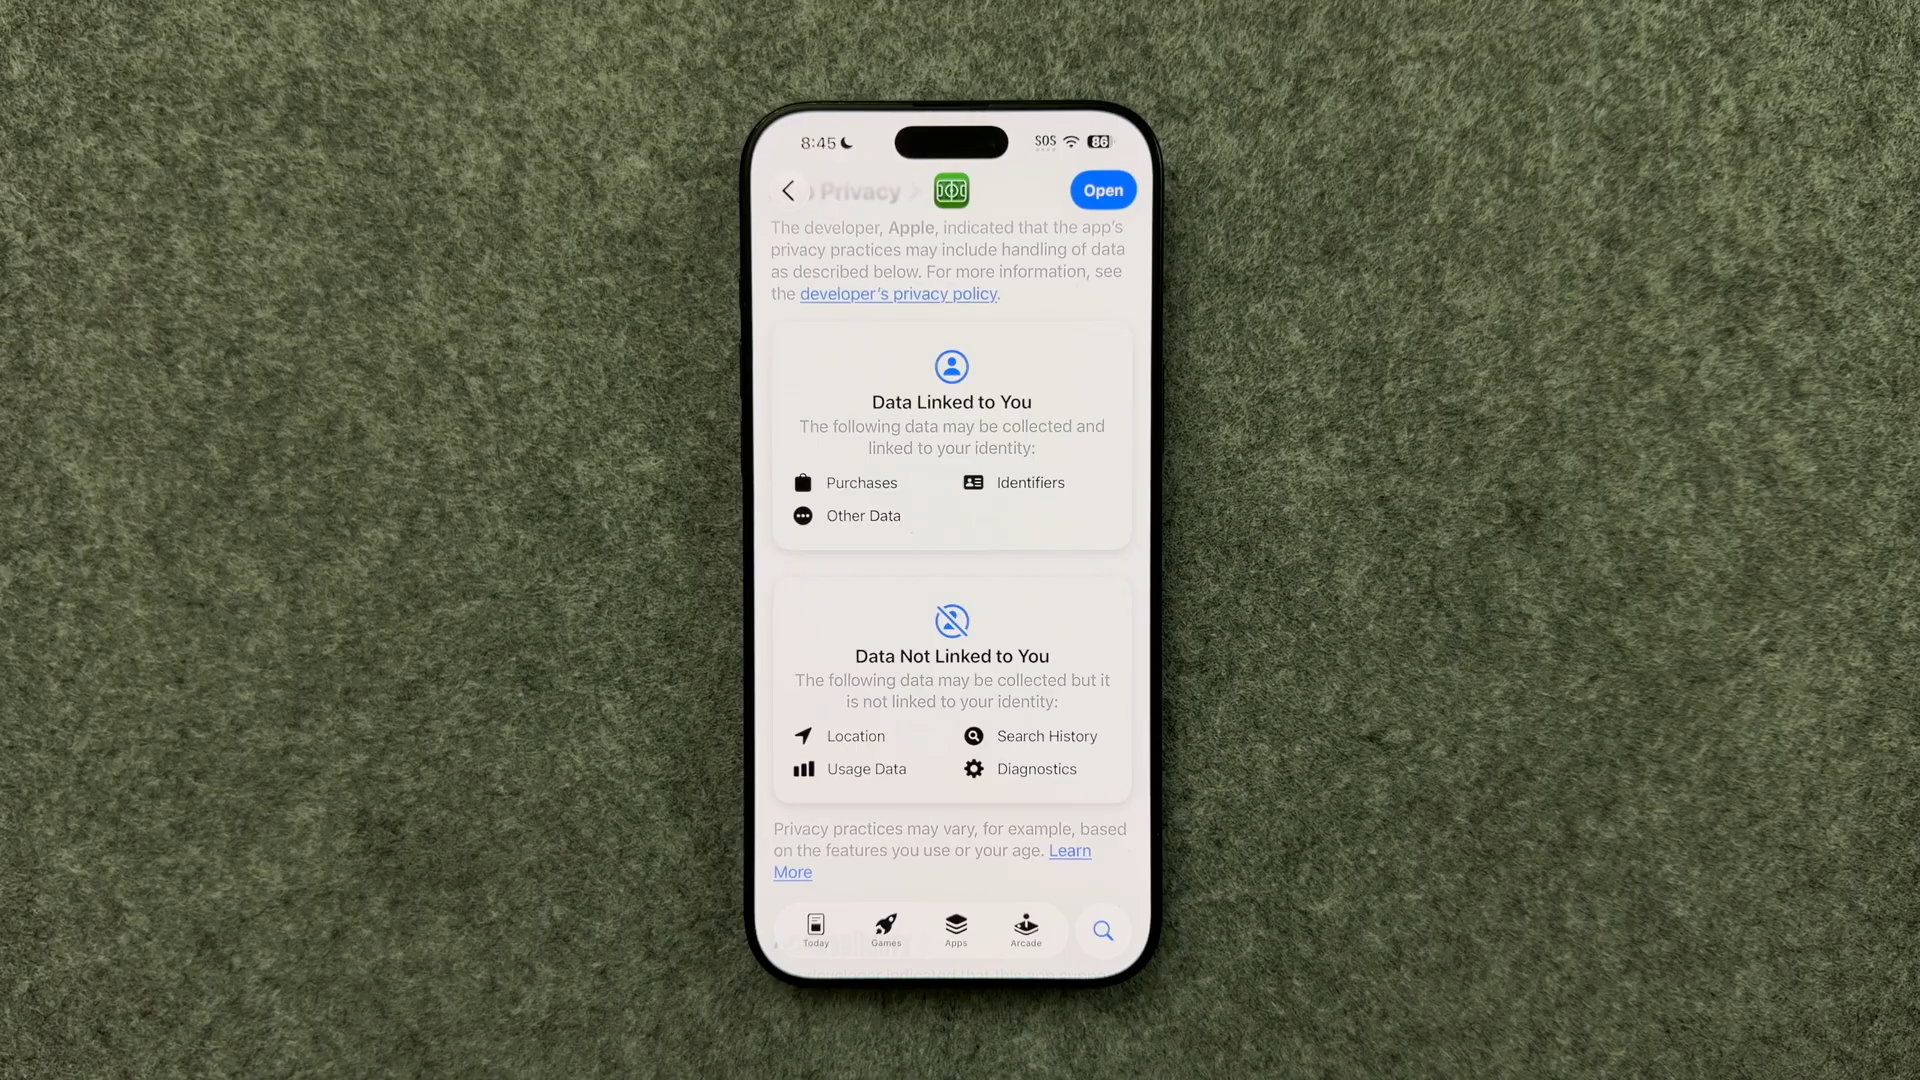 8:45
SOS
86
Privacy
Open
The developer, Apple, indicated that the app's
privacy practices may include handling of data
as described below. For more information, see
the developer's privacy policy.
Data Linked to You
The following data may be collected and
linked to your identity:
Purchases
Identifiers
Other Data
Data Not Linked to You
The following data may be collected but it
is not linked to your identity:
Location
Search History
Usage Data
Diagnostics
Privacy practices may vary, for example, based
on the features you use or your age. Learn
More
Today
Games
Apps
Arcade
developer indicated that this app